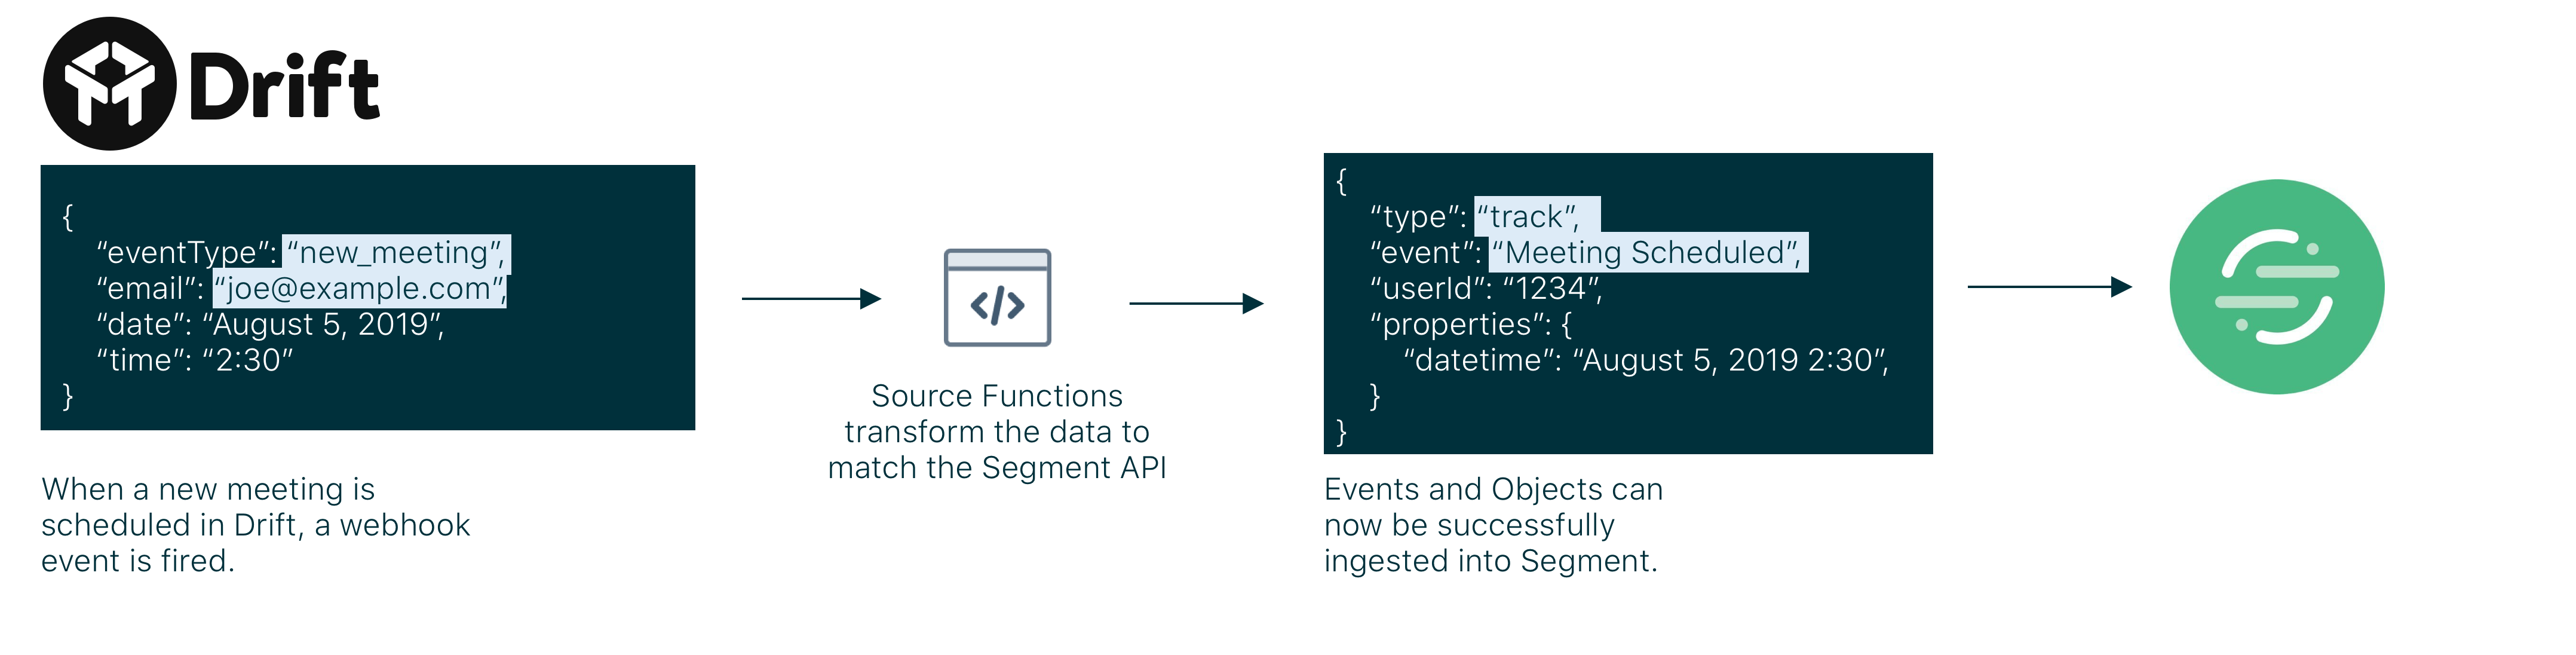 Drift
{
“eventType”: “new_meeting”,
“email”: “joe@example.com”,
“date”: “August 5, 2019”,
“time”: “2:30”
}
When a new meeting is
scheduled in Drift, a webhook
event is fired.
</>
Source Functions
transform the data to
match the Segment API
{
“type”: “track”,
“event”: “Meeting Scheduled”,
“userId”: “1234”,
“properties”: {
“datetime”: “August 5, 2019 2:30”,
}
}
Events and Objects can
now be successfully
ingested into Segment.